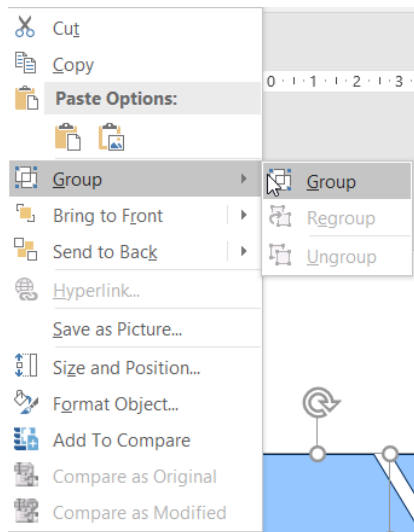 Cut
Copy
Paste Options:
0 · 1 · 1 · 1 · 2 · 1 · 3 ·
Group
Group
Bring to Front
Regroup
Send to Back
Ungroup
Hyperlink...
Save as Picture...
Size and Position...
Format Object...
Add To Compare
Compare as Original
Compare as Modified